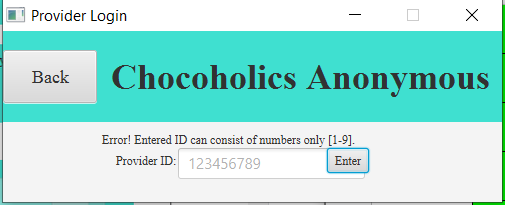 Provider Login
Back
Chocoholics Anonymous
Error! Entered ID can consist of numbers only [1-9].
Provider ID: 123456789 Enter